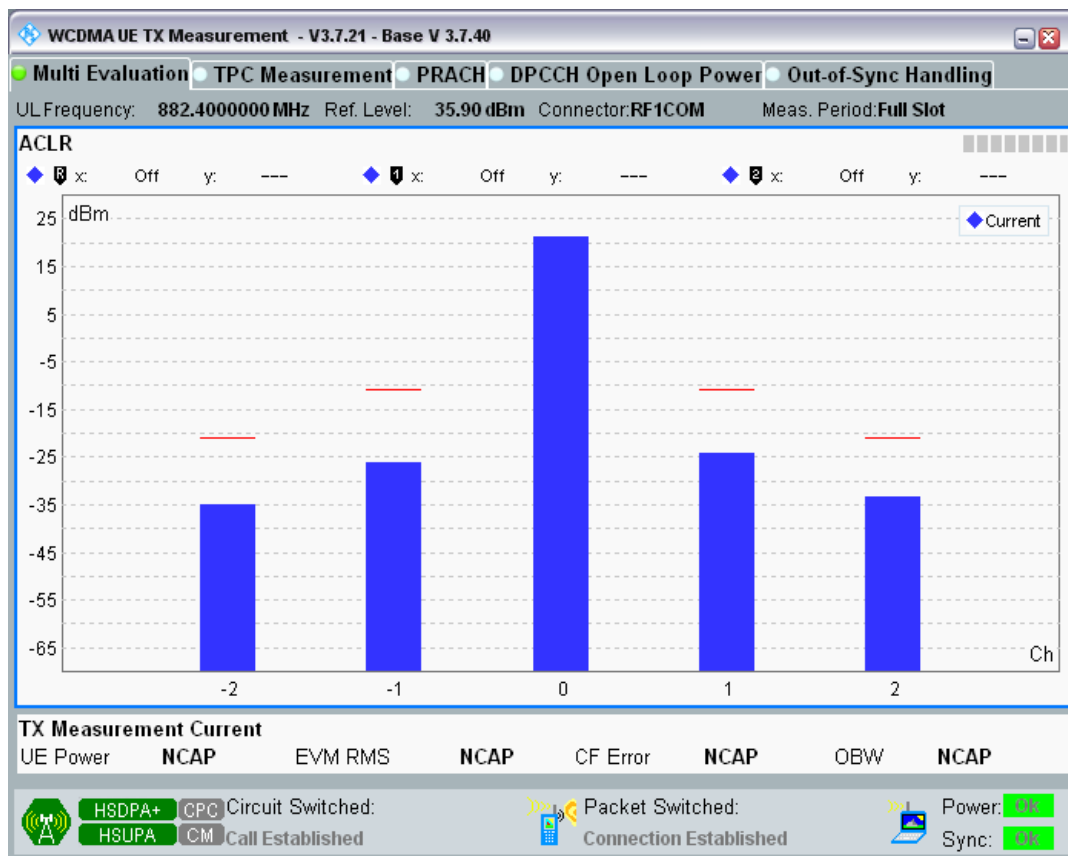 WCDMA UE TX Measurement - V3.7.21 - Base V 3.7.40
Multi Evaluation TPC Measurement PRACH DPCCH Open Loop Power Out-of-Sync Handling
UL Frequency: 882.4000000 MHz Ref. Level: 35.90 dBm Connector:RF1COM Meas. Period:Full Slot
ACLR
R x: Off y: --- 1 x: Off y: --- 2 x: Off y: ---
dBm
Current
25
15
5
-5
-15
-25
-35
-45
-55
-65
Ch
-2 -1 0 1 2
TX Measurement Current
UE Power NCAP EVM RMS NCAP CF Error NCAP OBW NCAP
HSDPA+ CPC Circuit Switched: Packet Switched: Power: OK
HSUPA CM Call Established Connection Established Sync: OK